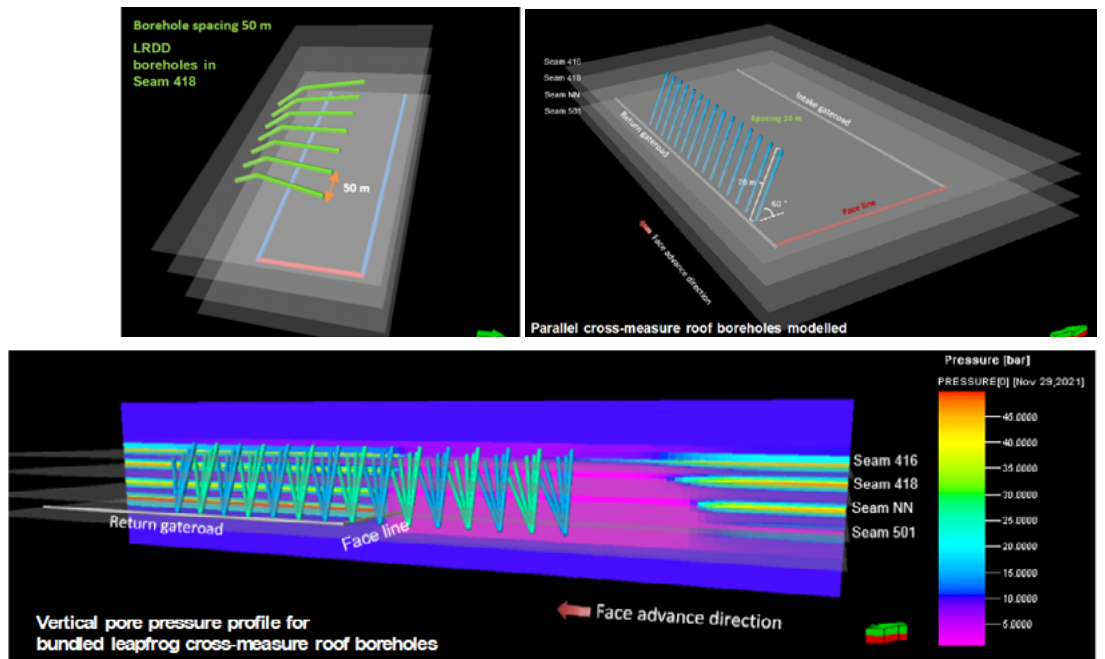 Borehole spacing 50 m
LRDD
boreholes in
Seam 418
50 m
Seam 416
Seam 418
Seam NN
Seam 501
Intake gateroad
Spacing 20 m
Return gateroad
70 m
60 °
Face line
Face advance direction
Parallel cross-measure roof boreholes modelled
Pressure [bar]
PRESSURE[0] [Nov 29,2021]
45.0000
40.0000
35.0000
30.0000
25.0000
20.0000
15.0000
10.0000
5.0000
Seam 416
Seam 418
Seam NN
Seam 501
Return gateroad
Face line
Face advance direction
Vertical pore pressure profile for
bundled leapfrog cross-measure roof boreholes